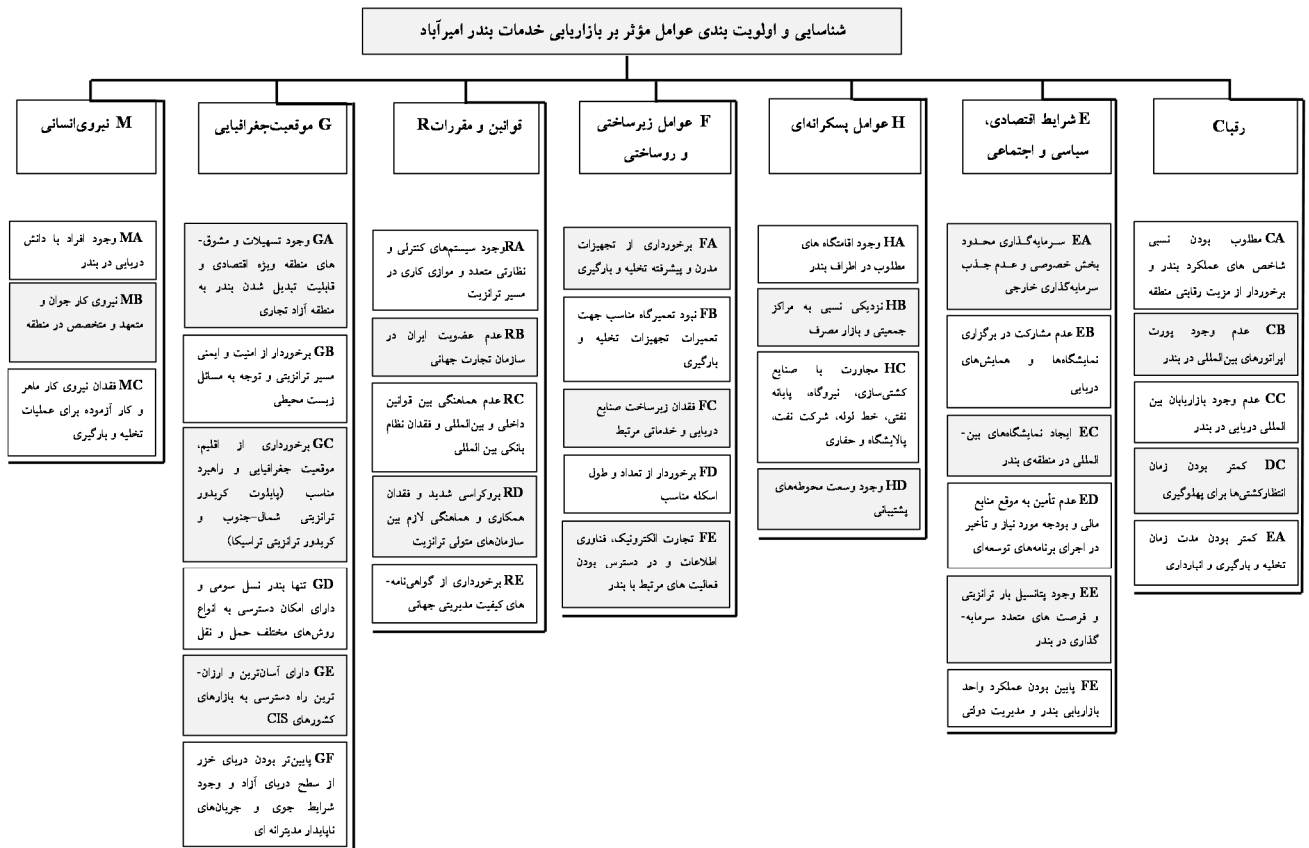 شناسایی و اولویت بندی عوامل مؤثر بر بازاریابی خدمات بندر امیرآباد
رقباC
E شرایط اقتصادی،
سیاسی و اجتماعی
H عوامل پسکرانه‌ای
F عوامل زیرساختی
و روساختی
قوانین و مقرراتR
G موقعیت‌جغرافیایی
M نیروی‌انسانی
CA مطلوب بودن نسبی
شاخص های عملکرد بندر و
برخوردار از مزیت رقابتی منطقه
CB عدم وجود پورت
اپراتورهای بین‌المللی در بندر
CC عدم وجود بازاریابان بین
المللی دریایی در بندر
DC کمتر بودن زمان
انتظارکشتی‌ها برای پهلوگیری
EA کمتر بودن مدت زمان
تخلیه و بارگیری و انبارداری
EA سرمایه‌گذاری محدود
بخش خصوصی و عدم جذب
سرمایه‌گذاری خارجی
EB عدم مشارکت در برگزاری
نمایشگاه‌ها و همایش‌های
دریایی
EC ایجاد نمایشگاه‌های بین-
المللی در منطقه‌ی بندر
ED عدم تأمین به موقع منابع
مالی و بودجه مورد نیاز و تأخیر
در اجرای برنامه‌های توسعه‌ای
EE وجود پتانسیل بار ترانزیتی
و فرصت های متعدد سرمایه-
گذاری در بندر
FE پایین بودن عملکرد واحد
بازاریابی بندر و مدیریت دولتی
HA وجود اقامتگاه های
مطلوب در اطراف بندر
HB نزدیکی نسبی به مراکز
جمعیتی و بازار مصرف
HC مجاورت با صنایع
کشتی‌سازی، نیروگاه، پایانه
نفتی، خط لوله، شرکت نفت،
پالایشگاه و حفاری
HD وجود وسعت محوطه‌های
پشتیبانی
FA برخورداری از تجهیزات
مدرن و پیشرفته تخلیه و بارگیری
FB نبود تعمیرگاه مناسب جهت
تعمیرات تجهیزات تخلیه و
بارگیری
FC فقدان زیرساخت صنایع
دریایی و خدماتی مرتبط
FD برخوردار از تعداد و طول
اسکله مناسب
FE تجارت الکترونیک، فناوری
اطلاعات و در دسترس بودن
فعالیت های مرتبط با بندر
RAوجود سیستم‌های کنترلی و
نظارتی متعدد و موازی کاری در
مسیر ترانزیت
RB عدم عضویت ایران در
سازمان تجارت جهانی
RC عدم هماهنگی بین قوانین
داخلی و بین‌المللی و فقدان نظام
بانکی بین المللی
RD بروکراسی شدید و فقدان
همکاری و هماهنگی لازم بین
سازمان‌های متولی ترانزیت
RE برخورداری از گواهی‌نامه-
های کیفیت مدیریتی جهانی
GA وجود تسهیلات و مشوق-
های منطقه ویژه اقتصادی و
قابلیت تبدیل شدن بندر به
منطقه آزاد تجاری
GB برخوردار از امنیت و ایمنی
مسیر ترانزیتی و توجه به مسائل
زیست محیطی
GC برخورداری از اقلیم،
موقعیت جغرافیایی و راهبرد
مناسب (پایلوت کریدور
ترانزیتی شمال-جنوب و
کریدور ترانزیتی تراسیکا)
GD تنها بندر نسل سومی و
دارای امکان دسترسی به انواع
روش‌های مختلف حمل و نقل
GE دارای آسان‌ترین و ارزان-
ترین راه دسترسی به بازارهای
کشورهای CIS
GF پایین‌تر بودن دریای خزر
از سطح دریای آزاد و وجود
شرایط جوی و جریان‌های
ناپایدار مدیترانه ای
MA وجود افراد با دانش
دریایی در بندر
MB نیروی کار جوان و
متعهد و متخصص در منطقه
MC فقدان نیروی کار ماهر
و کار آزموده برای عملیات
تخلیه و بارگیری